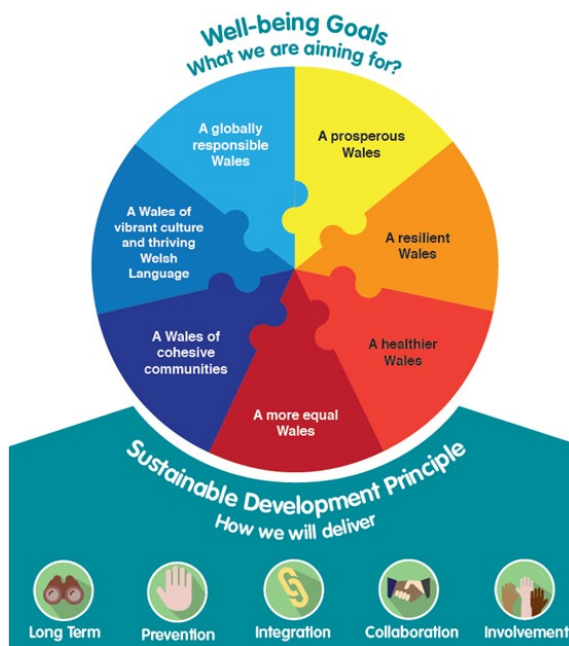 Well-being Goals
What we are aiming for?
A globally
responsible
Wales
A prosperous
Wales
A Wales of
vibrant culture
and thriving
Welsh
Language
A resilient
Wales
A Wales of
cohesive
communities
A healthier
Wales
A more equal
Wales
Sustainable Development Principle
How we will deliver
Long Term
Prevention
Integration
Collaboration
Involvement